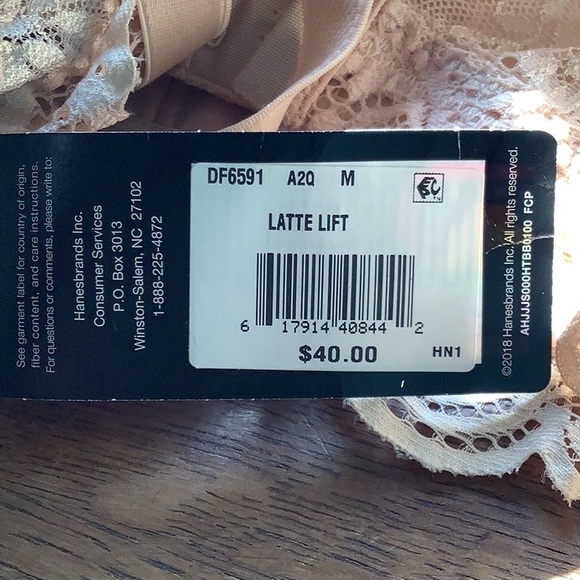 See garment label for country of origin,
fiber content, and care instructions.
For questions or comments, please write to:
Hanesbrands Inc.
Consumer Services
P.O. Box 3013
Winston-Salem, NC 27102
1-888-225-4872
DF6591 A2Q M
LATTE LIFT
6 17914 40844 2
$40.00 HN1
©2018 Hanesbrands Inc. All rights reserved.
AHJJJS000HTBB0100 FCP